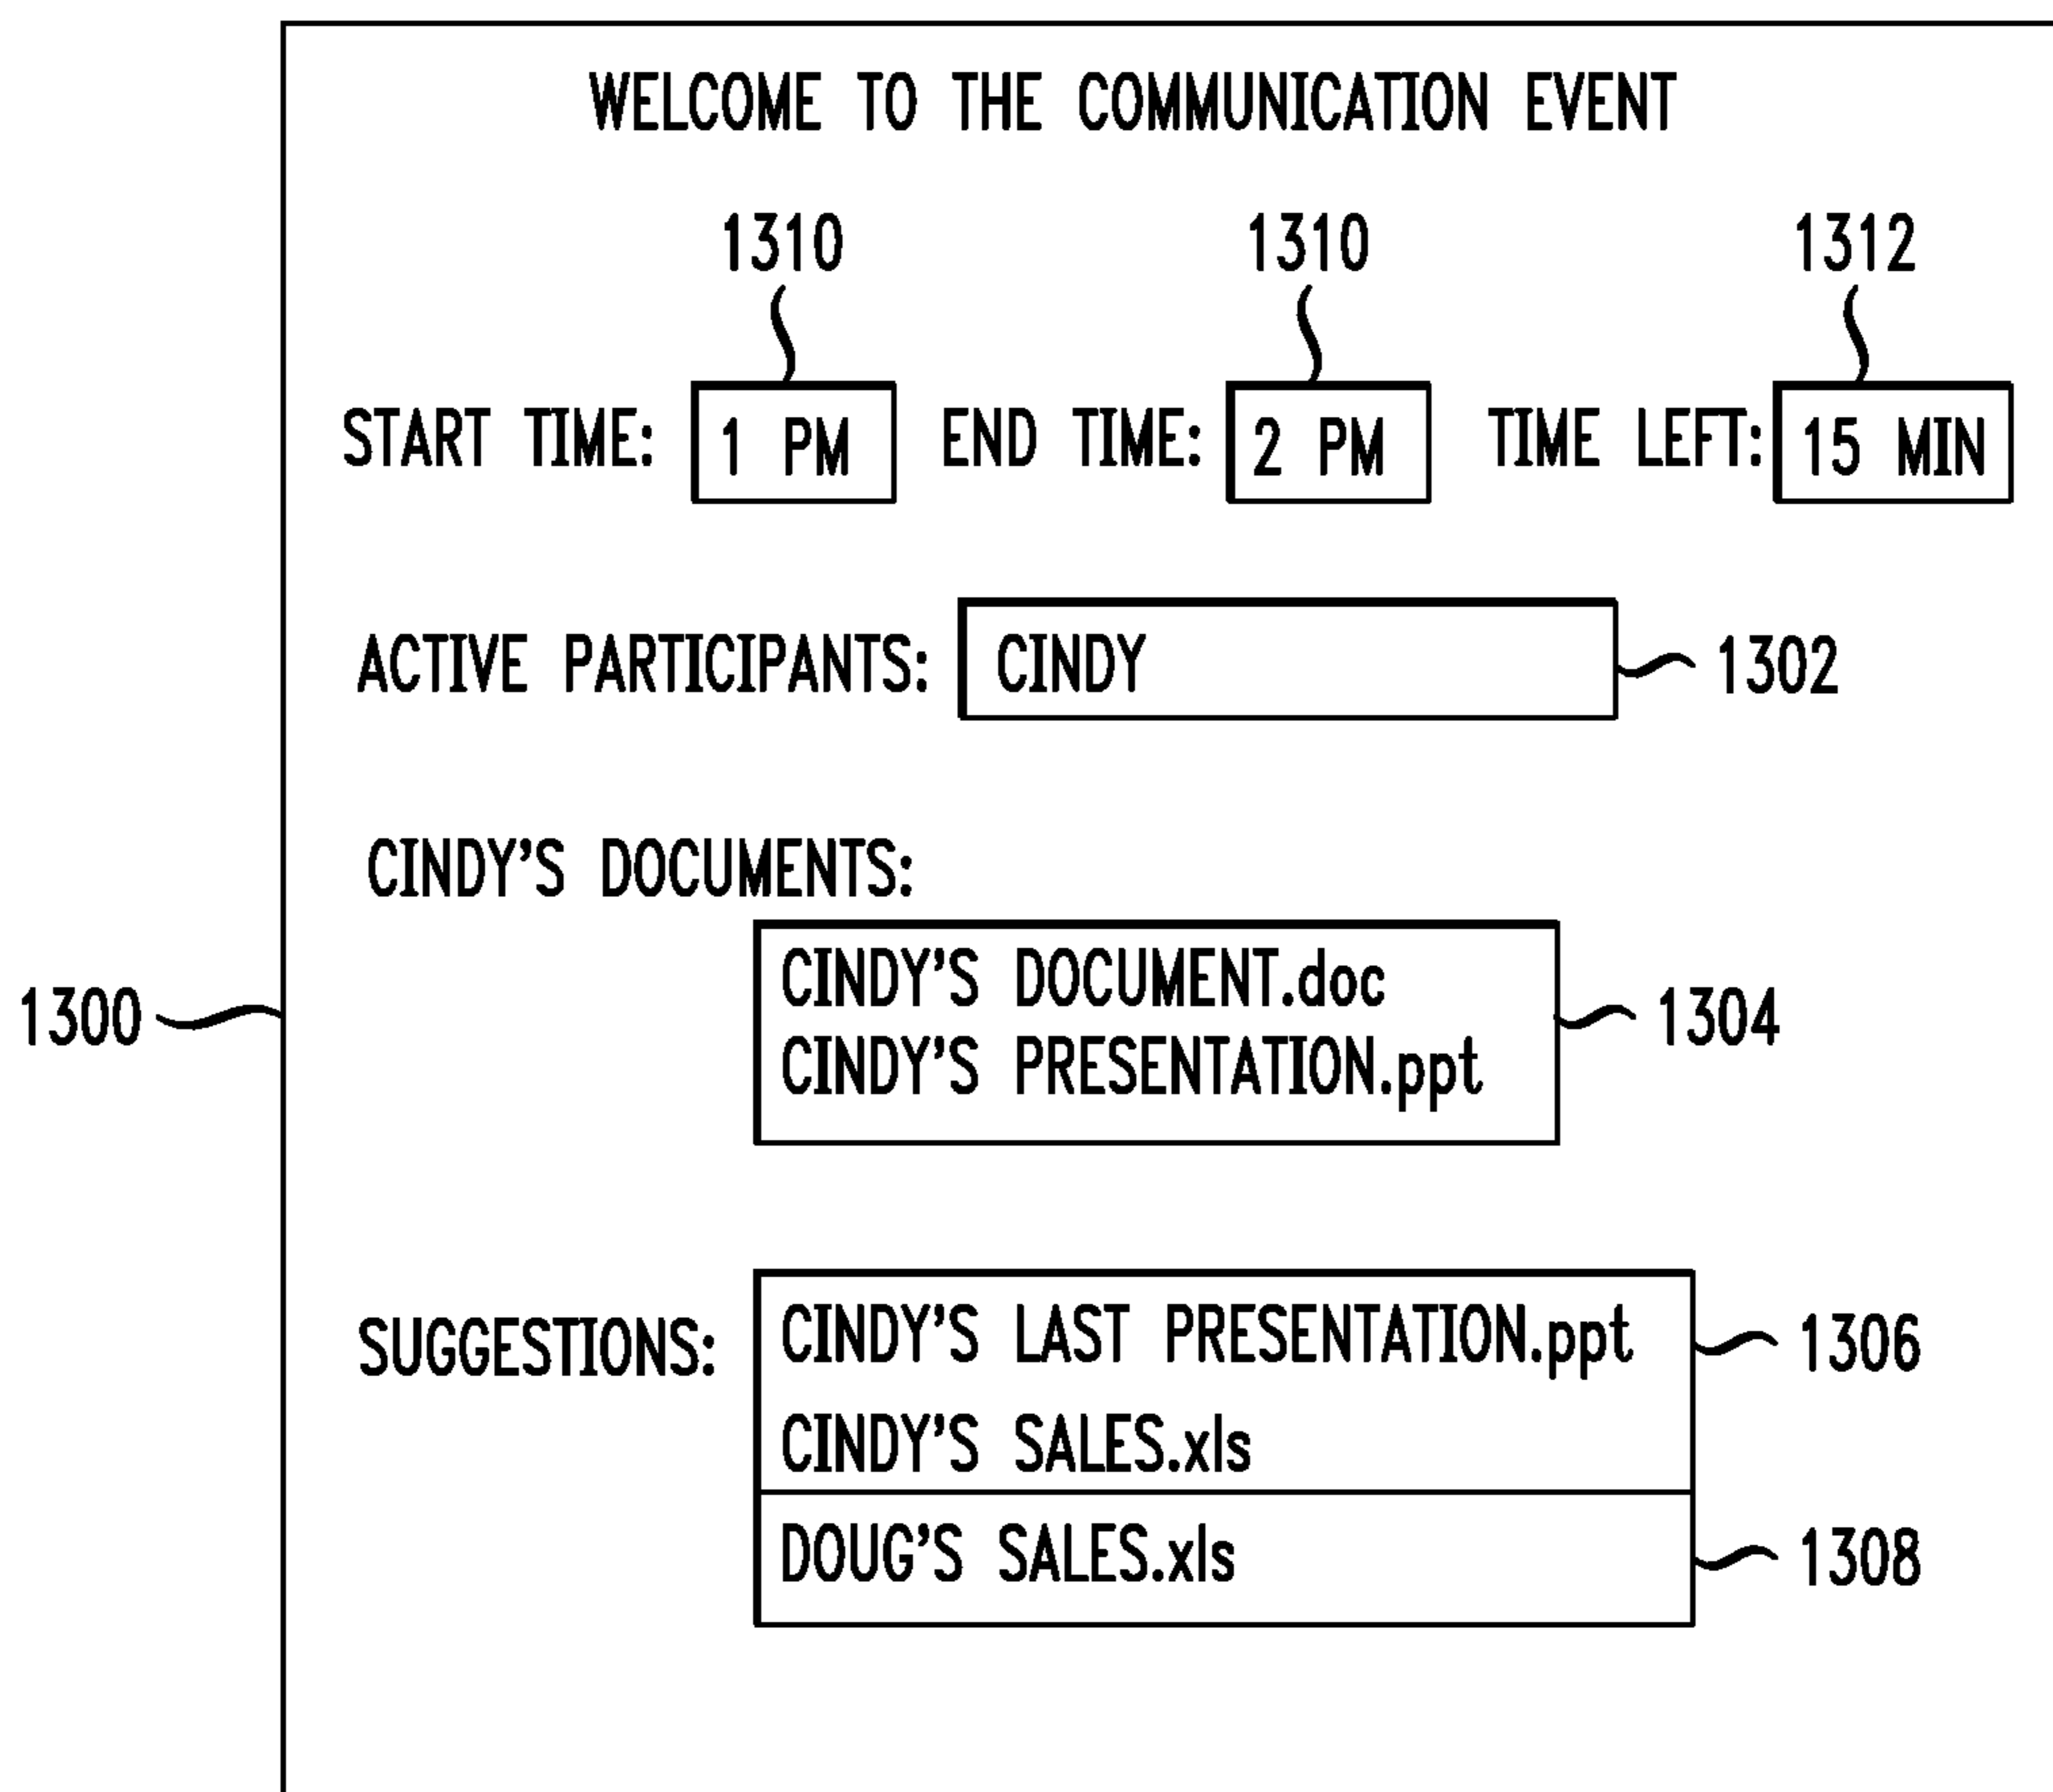 WELCOME TO THE COMMUNICATION EVENT
1310 1310 1312
START TIME: 1 PM END TIME: 2 PM TIME LEFT: 15 MIN
ACTIVE PARTICIPANTS: CINDY 1302
CINDY'S DOCUMENTS:
CINDY'S DOCUMENT.doc
1300 1304
CINDY'S PRESENTATION.ppt
SUGGESTIONS: CINDY'S LAST PRESENTATION.ppt 1306
CINDY'S SALES.xls
DOUG'S SALES.xls 1308